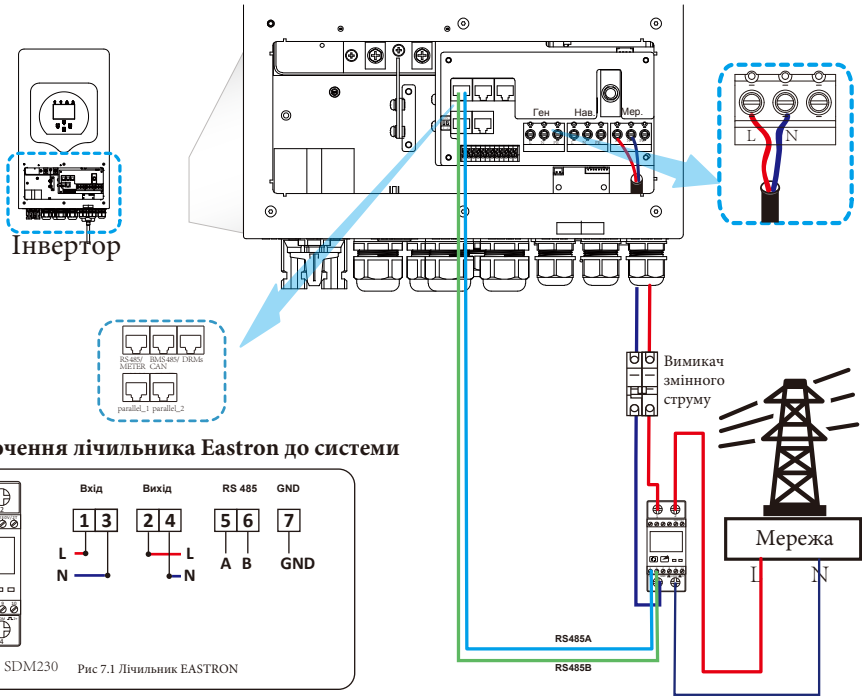 Ген Нав. Мер.
L N
Інвертор
RS485/ METER BMS485/ CAN DRMs
parallel_1 parallel_2
Вимикач
змінного
струму
очення лічильника Eastron до системи
Вхід Вихід RS 485 GND
1 3 2 4 5 6 7
L L A B GND
N N
SDM230 Рис 7.1 Лічильник EASTRON
Мережа
L N
RS485A
RS485B